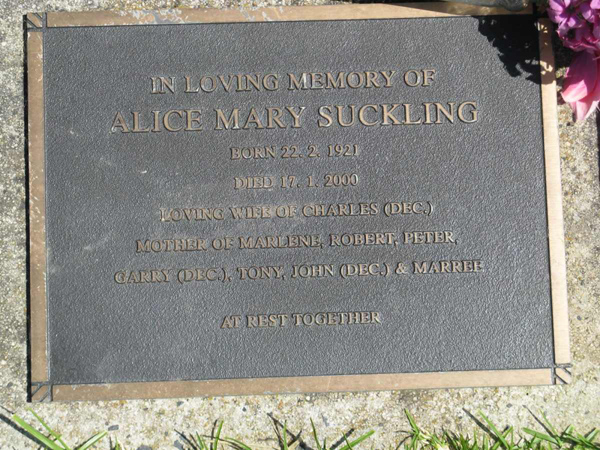 IN LOVING MEMORY OF
ALICE MARY SUCKLING
BORN 22. 2. 1921
DIED 17. 1. 2000
LOVING WIFE OF CHARLES (DEC.)
MOTHER OF MARLENE, ROBERT, PETER,
GARRY (DEC.), TONY, JOHN (DEC.) & MARREE
AT REST TOGETHER